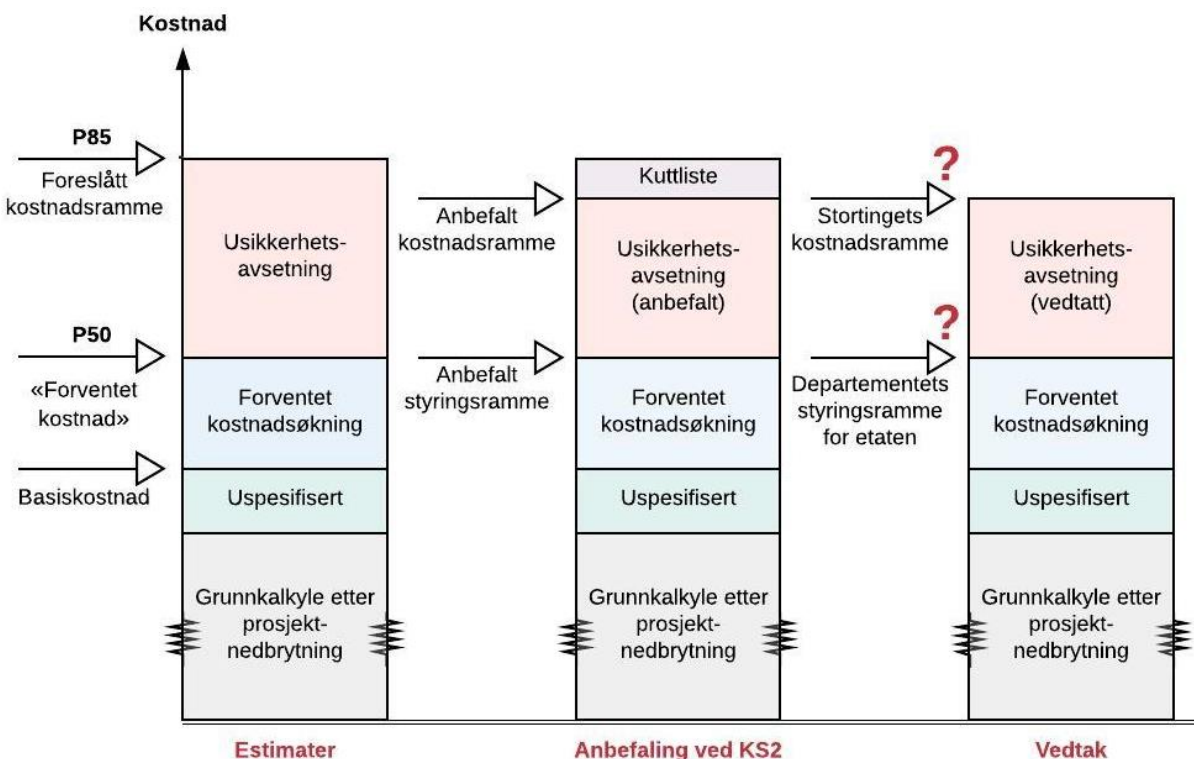 Kostnad
P85
Foreslått
kostnadsramme
P50
«Forventet
kostnad»
Basiskostnad
Usikkerhets-
avsetning
Forventet
kostnadsøkning
Uspesifisert
Grunnkalkyle etter
prosjekt-
nedbrytning
Estimater
Anbefalt
kostnadsramme
Anbefalt
styringsramme
Kuttliste
Usikkerhets-
avsetning
(anbefalt)
Forventet
kostnadsøkning
Uspesifisert
Grunnkalkyle etter
prosjekt-
nedbrytning
Anbefaling ved KS2
?
Stortingets
kostnadsramme
?
Departementets
styringsramme
for etaten
Usikkerhets-
avsetning
(vedtatt)
Forventet
kostnadsøkning
Uspesifisert
Grunnkalkyle etter
prosjekt-
nedbrytning
Vedtak